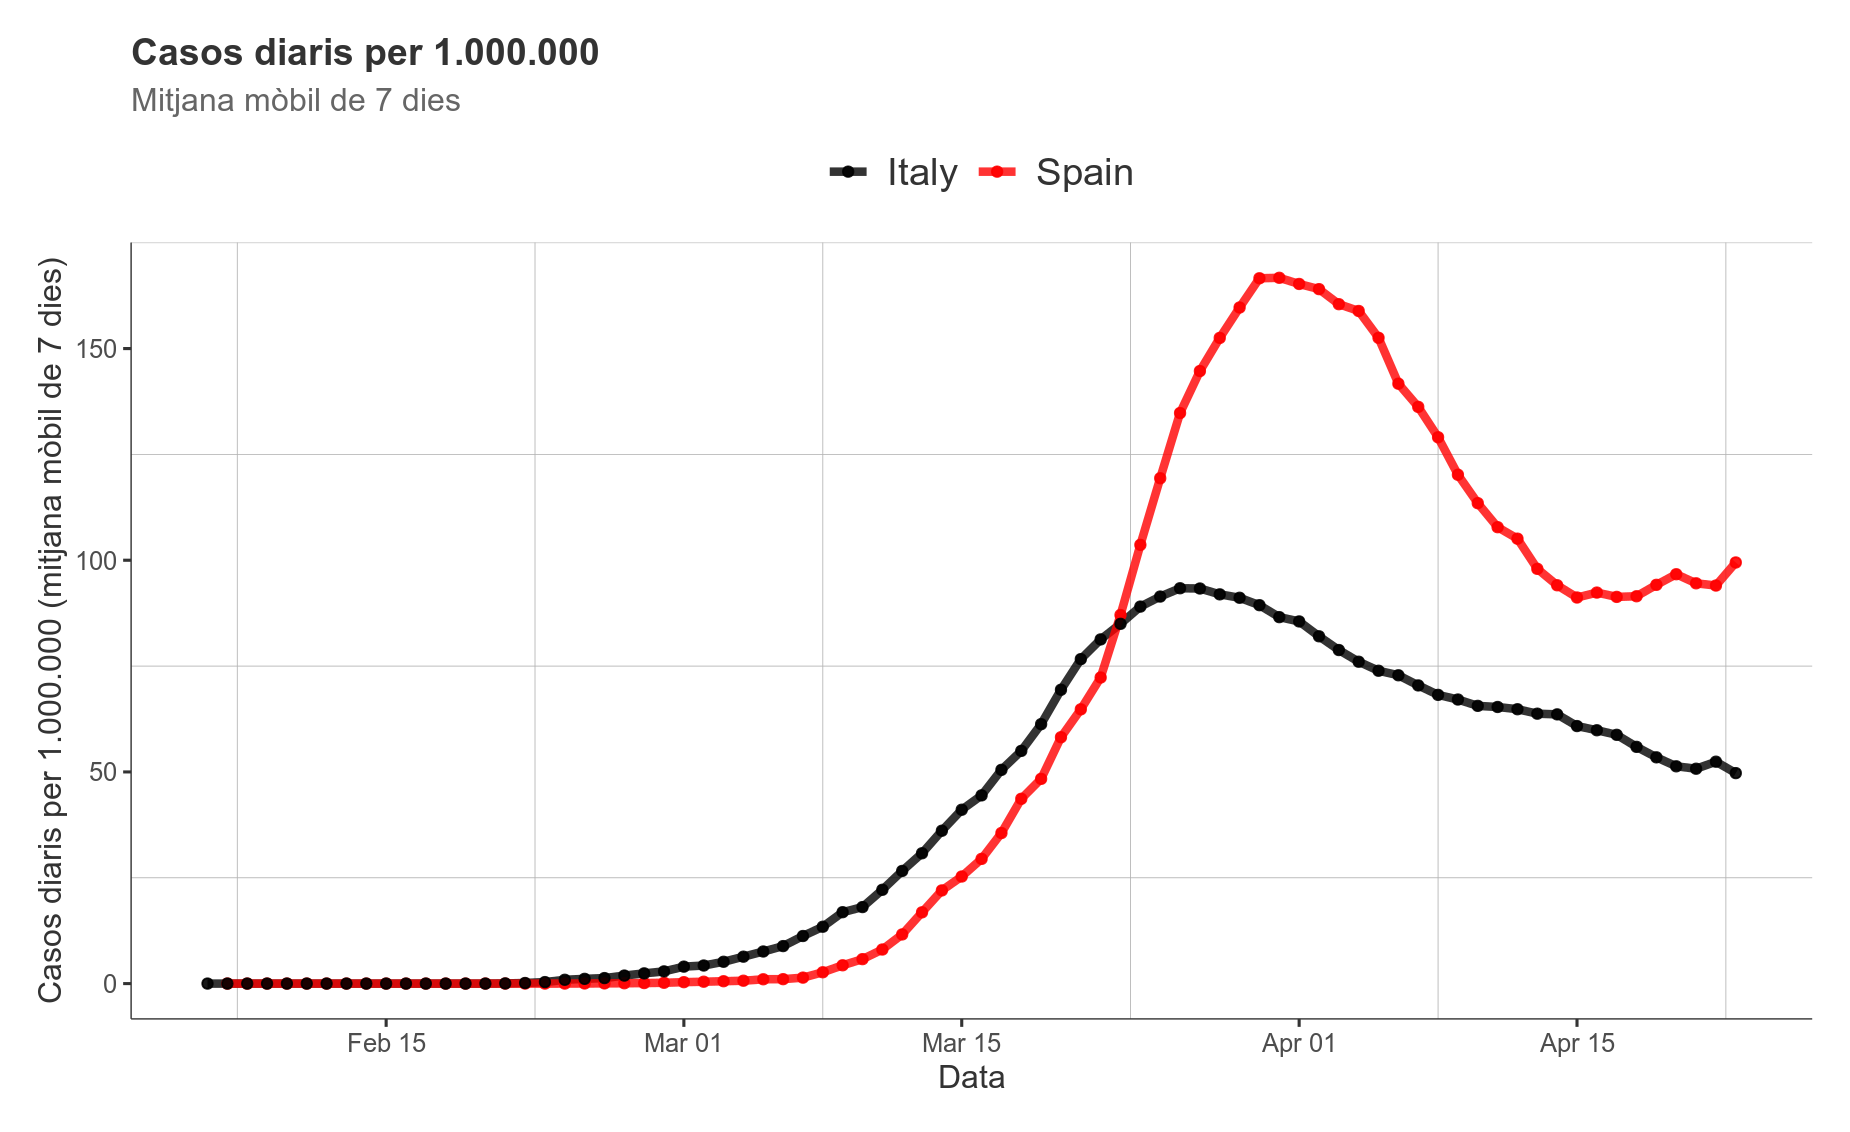 Casos diaris per 1.000.000
Mitjana mòbil de 7 dies
Italy
Spain
Casos diaris per 1.000.000 (mitjana mòbil de 7 dies)
150
100
50
0
Feb 15
Mar 01
Mar 15
Apr 01
Apr 15
Data